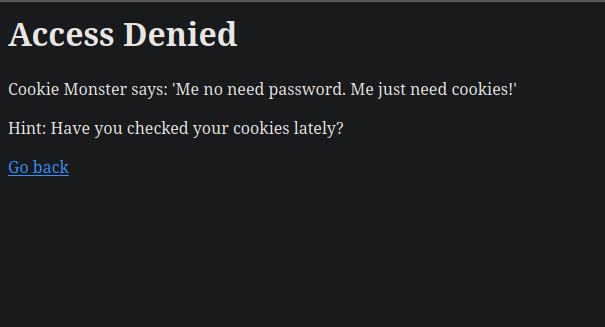 Access Denied
Cookie Monster says: 'Me no need password. Me just need cookies!'
Hint: Have you checked your cookies lately?
Go back